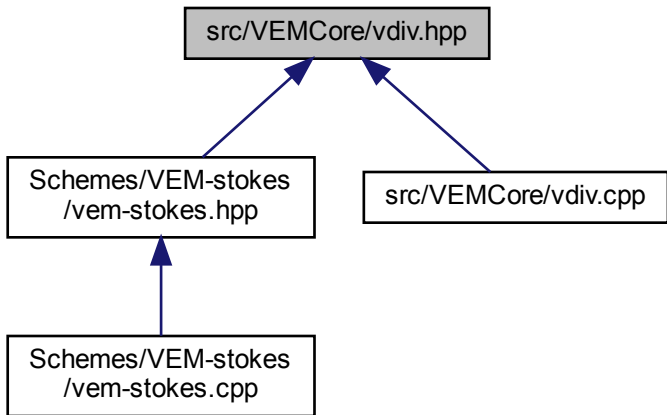 src/VEMCore/vdiv.hpp
Schemes/VEM-stokes
/vem-stokes.hpp
src/VEMCore/vdiv.cpp
Schemes/VEM-stokes
/vem-stokes.cpp